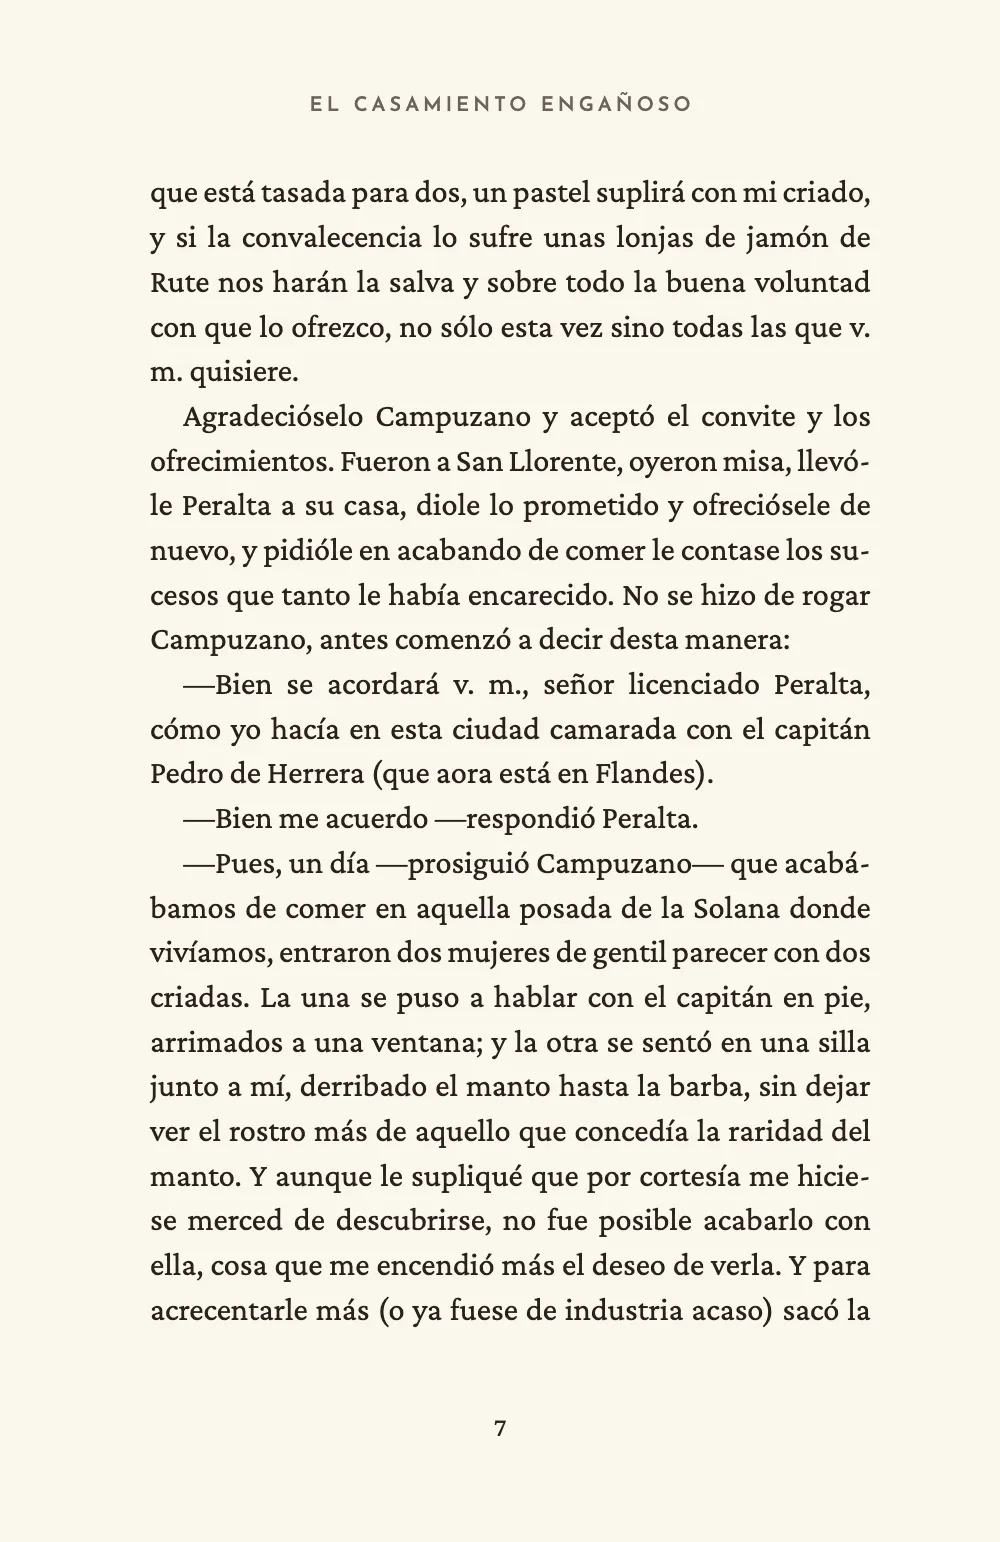 EL CASAMIENTO ENGAÑOSO
que está tasada para dos, un pastel suplirá con mi criado,
y si la convalecencia lo sufre unas lonjas de jamón de
Rute nos harán la salva y sobre todo la buena voluntad
con que lo ofrezco, no sólo esta vez sino todas las que v.
m. quisiere.
Agradecióselo Campuzano y aceptó el convite y los
ofrecimientos. Fueron a San Llorente, oyeron misa, llevó-
le Peralta a su casa, diole lo prometido y ofreciósele de
nuevo, y pidióle en acabando de comer le contase los su-
cesos que tanto le había encarecido. No se hizo de rogar
Campuzano, antes comenzó a decir desta manera:
—Bien se acordará v. m., señor licenciado Peralta,
cómo yo hacía en esta ciudad camarada con el capitán
Pedro de Herrera (que aora está en Flandes).
—Bien me acuerdo —respondió Peralta.
—Pues, un día —prosiguió Campuzano— que acabá-
bamos de comer en aquella posada de la Solana donde
vivíamos, entraron dos mujeres de gentil parecer con dos
criadas. La una se puso a hablar con el capitán en pie,
arrimados a una ventana; y la otra se sentó en una silla
junto a mí, derribado el manto hasta la barba, sin dejar
ver el rostro más de aquello que concedía la raridad del
manto. Y aunque le supliqué que por cortesía me hicie-
se merced de descubrirse, no fue posible acabarlo con
ella, cosa que me encendió más el deseo de verla. Y para
acrecentarle más (o ya fuese de industria acaso) sacó la
7